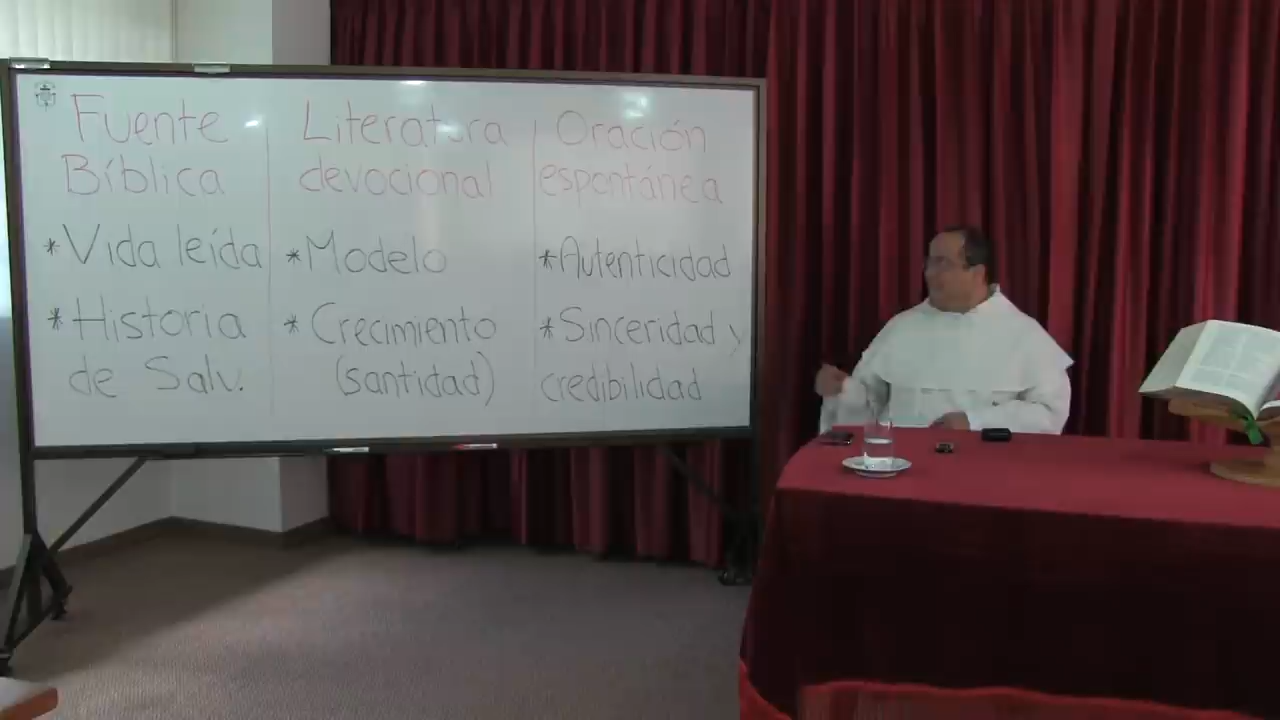 Fuente
Bíblica
*Vida leída
*Historia
de Salv.
Literatura
devocional
*Modelo
*Crecimiento
(santidad)
Oración
espontánea
*Autenticidad
*Sinceridad y
credibilidad